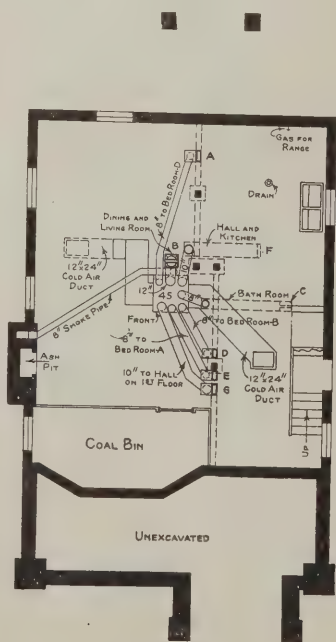 GAS FOR
RANGE
A
8" TO BED ROOM-D
DRAIN
DINING AND
LIVING ROOM
HALL AND
KITCHEN
B
F
12"X24"
COLD AIR
DUCT
12"
10"
BATH ROOM
C
45
8"
8" SMOKE PIPE
FRONT
8" TO BED ROOM-B
8" TO
BED ROOM-A
D
ASH
PIT
10" TO HALL
ON 1ST FLOOR
E
12"X24"
COLD AIR
DUCT
G
COAL BIN
UNEXCAVATED